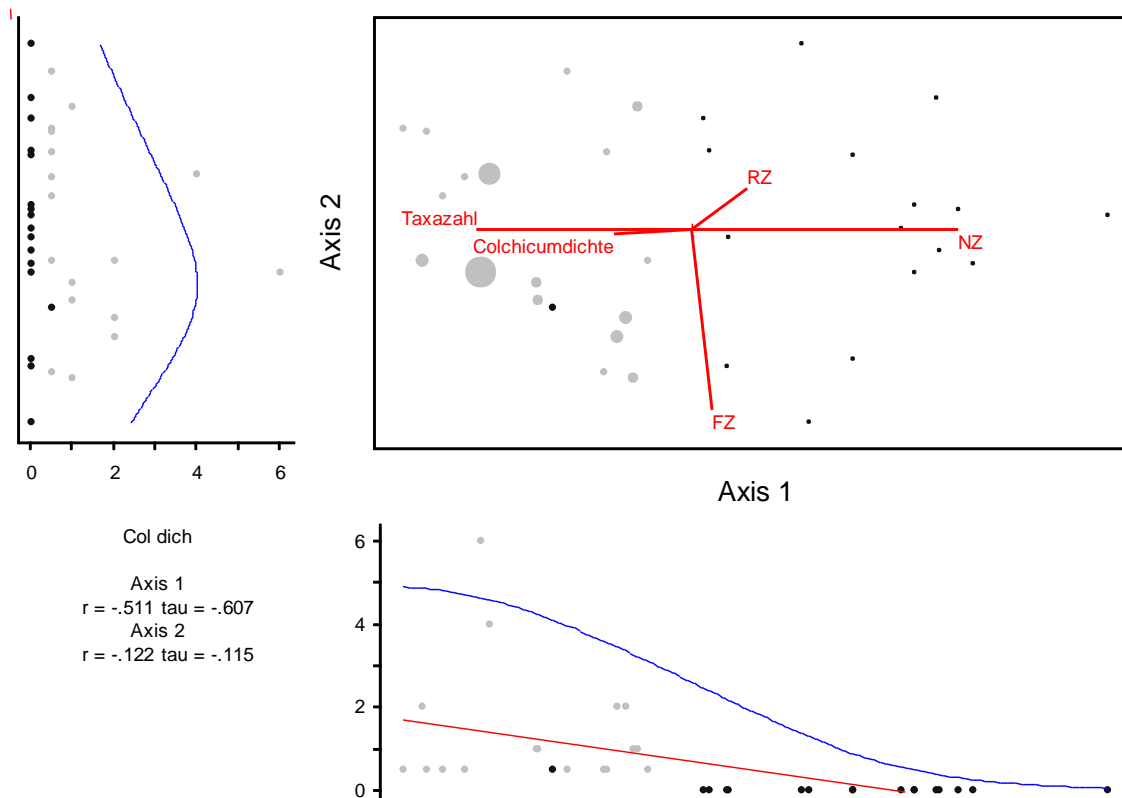 RZ
Taxazahl
Axis 2
Colchicumdichte
NZ
FZ
0 2 4 6
Axis 1
Col dich
Axis 1
r = -.511 tau = -.607
Axis 2
r = -.122 tau = -.115
6
4
2
0